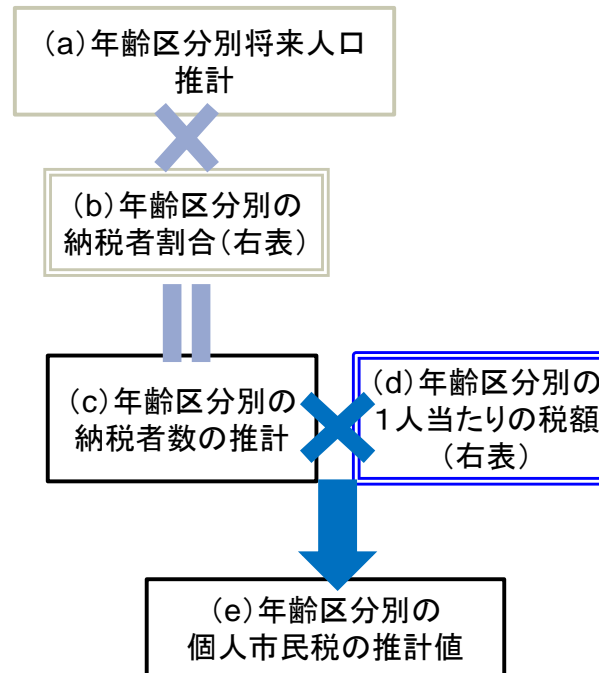 (a)年齢区分別将来人口
推計
(b)年齢区分別の
納税者割合(右表)
(c)年齢区分別の
納税者数の推計
(d)年齢区分別の
1人当たりの税額
(右表)
(e)年齢区分別の
個人市民税の推計値